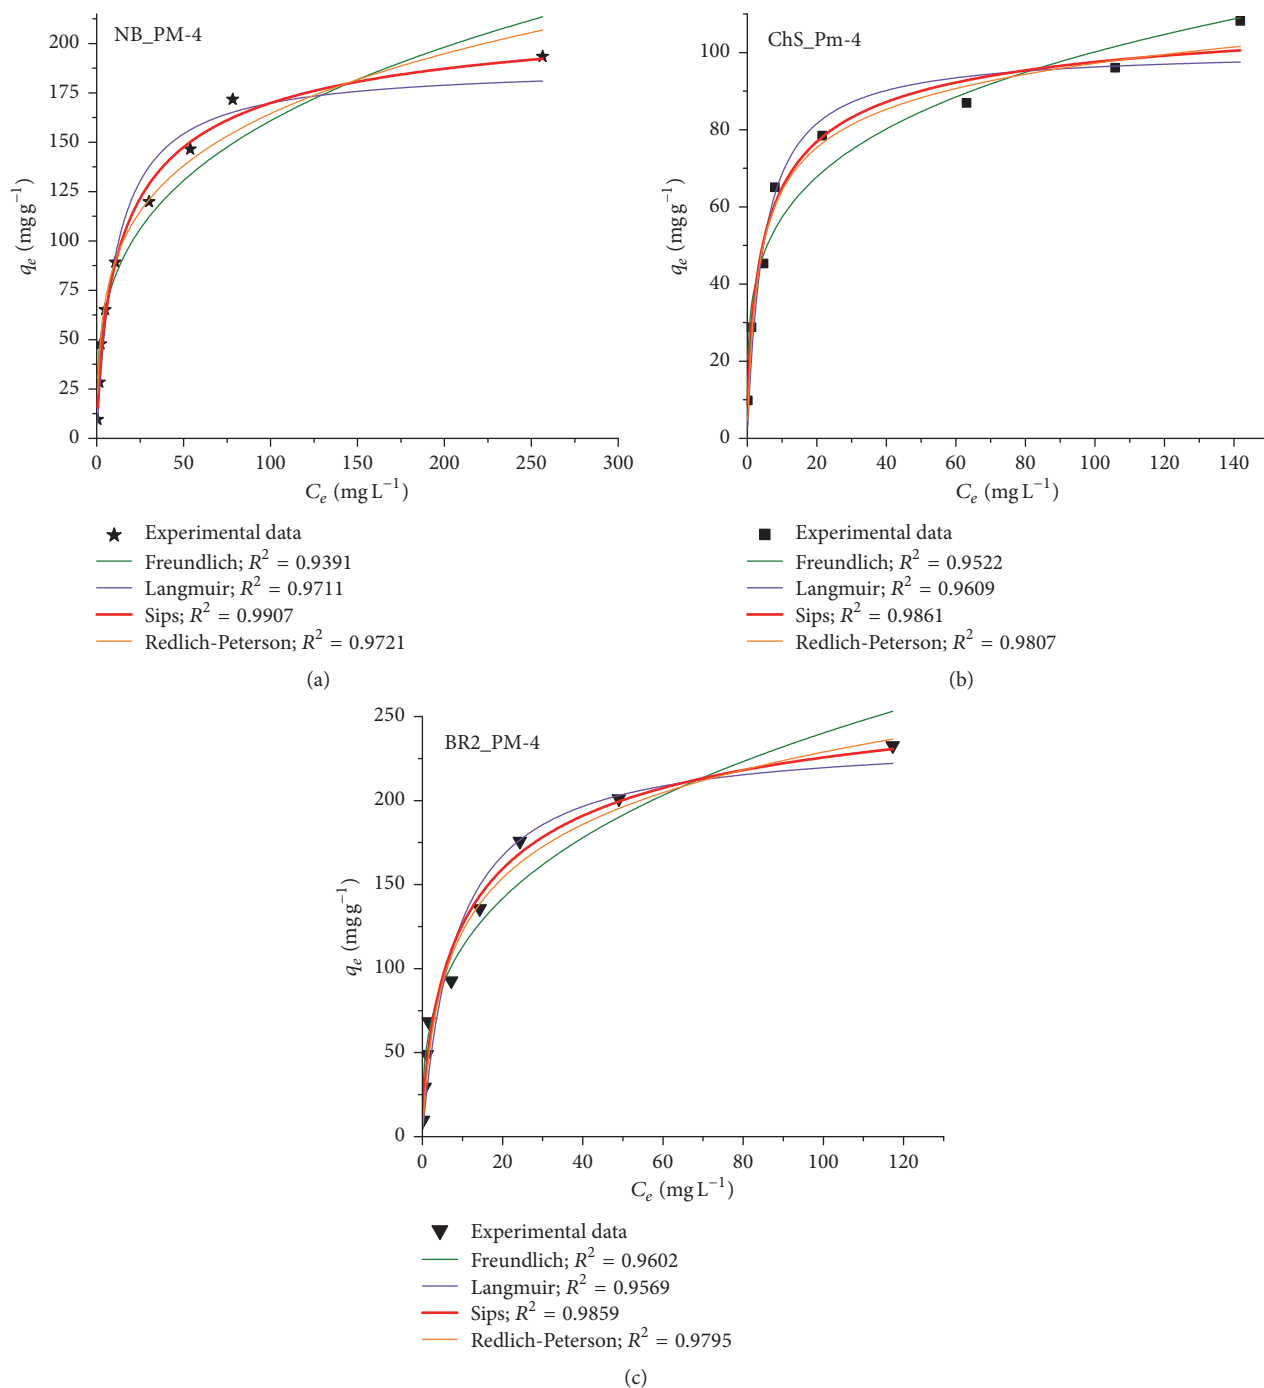 NB_PM-4
200
175
150
125
100
75
50
25
0
q_e (mg g⁻¹)
0 50 100 150 200 250 300
C_e (mg L⁻¹)
Experimental data
Freundlich; R² = 0.9391
Langmuir; R² = 0.9711
Sips; R² = 0.9907
Redlich-Peterson; R² = 0.9721
(a)
ChS_Pm-4
100
80
60
40
20
0
q_e (mg g⁻¹)
0 20 40 60 80 100 120 140
C_e (mg L⁻¹)
Experimental data
Freundlich; R² = 0.9522
Langmuir; R² = 0.9609
Sips; R² = 0.9861
Redlich-Peterson; R² = 0.9807
(b)
BR2_PM-4
250
200
150
100
50
0
q_e (mg g⁻¹)
0 20 40 60 80 100 120
C_e (mg L⁻¹)
Experimental data
Freundlich; R² = 0.9602
Langmuir; R² = 0.9569
Sips; R² = 0.9859
Redlich-Peterson; R² = 0.9795
(c)